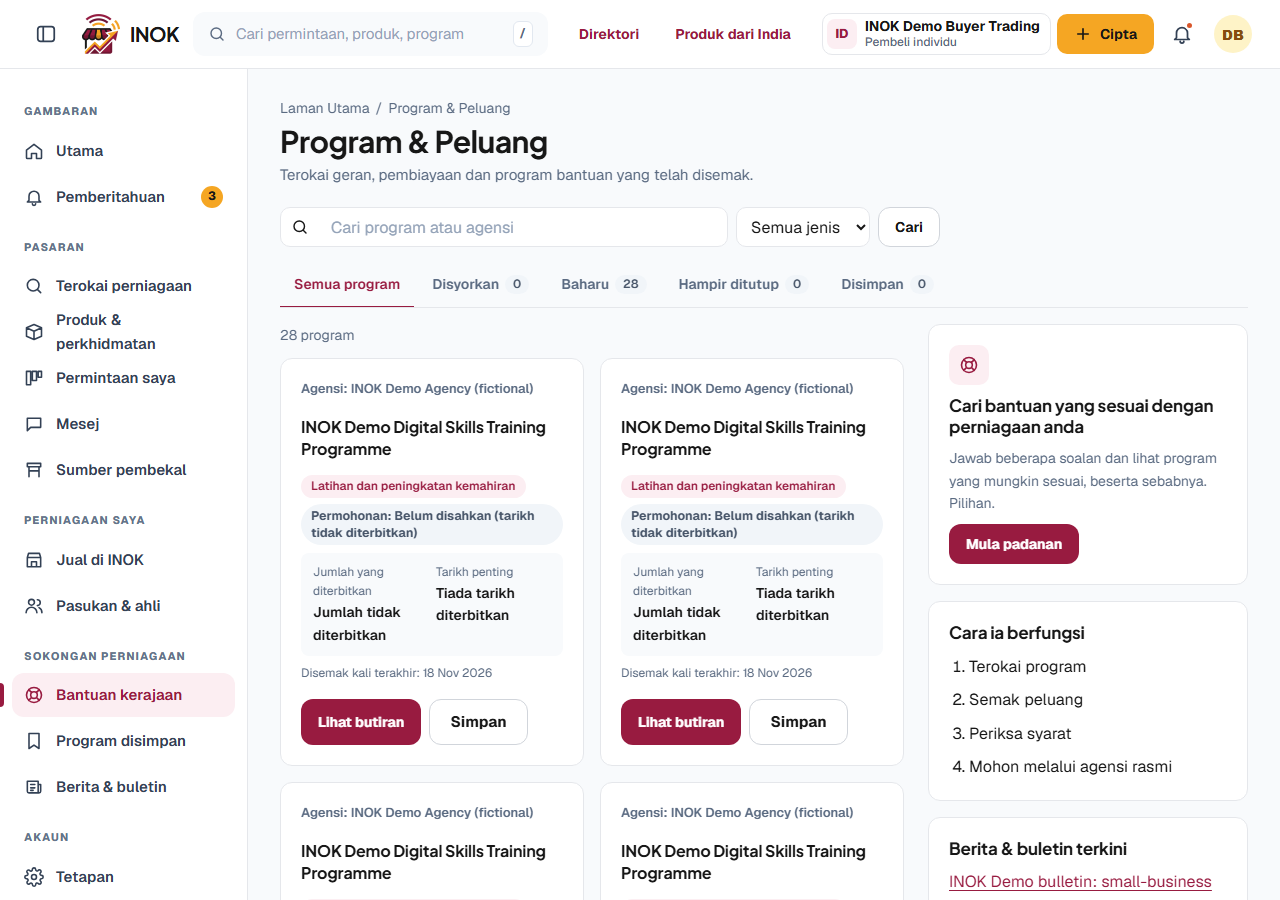 INOK
Cari permintaan, produk, program
/
Direktori
Produk dari India
ID
INOK Demo Buyer Trading
Pembeli individu
Cipta
DB
GAMBARAN
Utama
Pemberitahuan
3
PASARAN
Terokai perniagaan
Produk &
perkhidmatan
Permintaan saya
Mesej
Sumber pembekal
PERNIAGAAN SAYA
Jual di INOK
Pasukan & ahli
SOKONGAN PERNIAGAAN
Bantuan kerajaan
Program disimpan
Berita & buletin
AKAUN
Tetapan
Laman Utama / Program & Peluang
Program & Peluang
Terokai geran, pembiayaan dan program bantuan yang telah disemak.
Cari program atau agensi
Semua jenis
Cari
Semua program
Disyorkan 0
Baharu 28
Hampir ditutup 0
Disimpan 0
28 program
Agensi: INOK Demo Agency (fictional)
INOK Demo Digital Skills Training
Programme
Latihan dan peningkatan kemahiran
Permohonan: Belum disahkan (tarikh
tidak diterbitkan)
Jumlah yang
diterbitkan
Jumlah tidak
diterbitkan
Tarikh penting
Tiada tarikh
diterbitkan
Disemak kali terakhir: 18 Nov 2026
Lihat butiran
Simpan
Agensi: INOK Demo Agency (fictional)
INOK Demo Digital Skills Training
Programme
Latihan dan peningkatan kemahiran
Permohonan: Belum disahkan (tarikh
tidak diterbitkan)
Jumlah yang
diterbitkan
Jumlah tidak
diterbitkan
Tarikh penting
Tiada tarikh
diterbitkan
Disemak kali terakhir: 18 Nov 2026
Lihat butiran
Simpan
Agensi: INOK Demo Agency (fictional)
INOK Demo Digital Skills Training
Programme
Agensi: INOK Demo Agency (fictional)
INOK Demo Digital Skills Training
Programme
Cari bantuan yang sesuai dengan
perniagaan anda
Jawab beberapa soalan dan lihat program
yang mungkin sesuai, beserta sebabnya.
Pilihan.
Mula padanan
Cara ia berfungsi
1. Terokai program
2. Semak peluang
3. Periksa syarat
4. Mohon melalui agensi rasmi
Berita & buletin terkini
INOK Demo bulletin: small-business